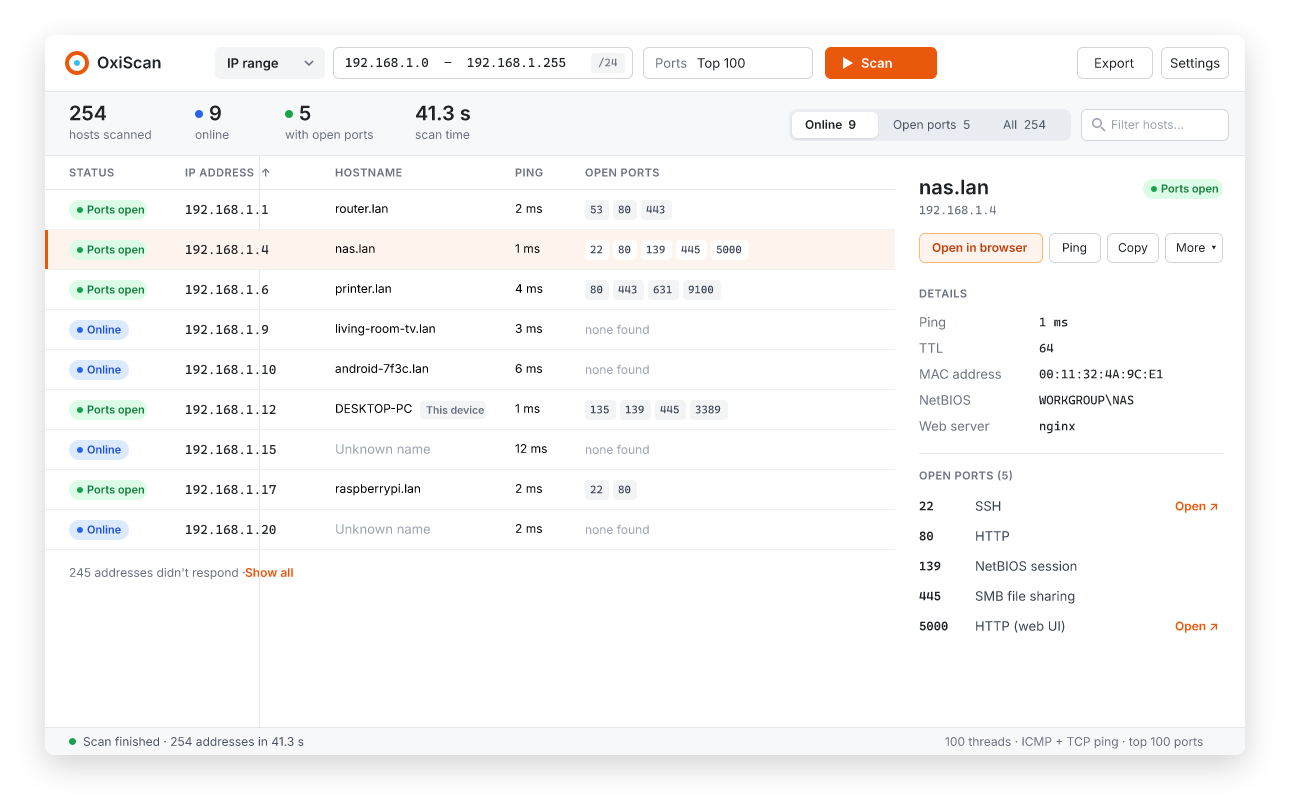 OxiScan IP range 192.168.1.0 – 192.168.1.255 /24 Ports Top 100 Scan Export Settings
254 9 5 41.3 s
hosts scanned online with open ports scan time
Online 9 Open ports 5 All 254 Filter hosts...
STATUS IP ADDRESS ↑ HOSTNAME PING OPEN PORTS
Ports open 192.168.1.1 router.lan 2 ms 53 80 443
Ports open 192.168.1.4 nas.lan 1 ms 22 80 139 445 5000
Ports open 192.168.1.6 printer.lan 4 ms 80 443 631 9100
Online 192.168.1.9 living-room-tv.lan 3 ms none found
Online 192.168.1.10 android-7f3c.lan 6 ms none found
Ports open 192.168.1.12 DESKTOP-PC This device 1 ms 135 139 445 3389
Online 192.168.1.15 Unknown name 12 ms none found
Ports open 192.168.1.17 raspberrypi.lan 2 ms 22 80
Online 192.168.1.20 Unknown name 2 ms none found
245 addresses didn't respond ·Show all
nas.lan Ports open
192.168.1.4
Open in browser Ping Copy More
DETAILS
Ping 1 ms
TTL 64
MAC address 00:11:32:4A:9C:E1
NetBIOS WORKGROUP\NAS
Web server nginx
OPEN PORTS (5)
22 SSH Open ↗
80 HTTP
139 NetBIOS session
445 SMB file sharing
5000 HTTP (web UI) Open ↗
Scan finished · 254 addresses in 41.3 s
100 threads · ICMP + TCP ping · top 100 ports